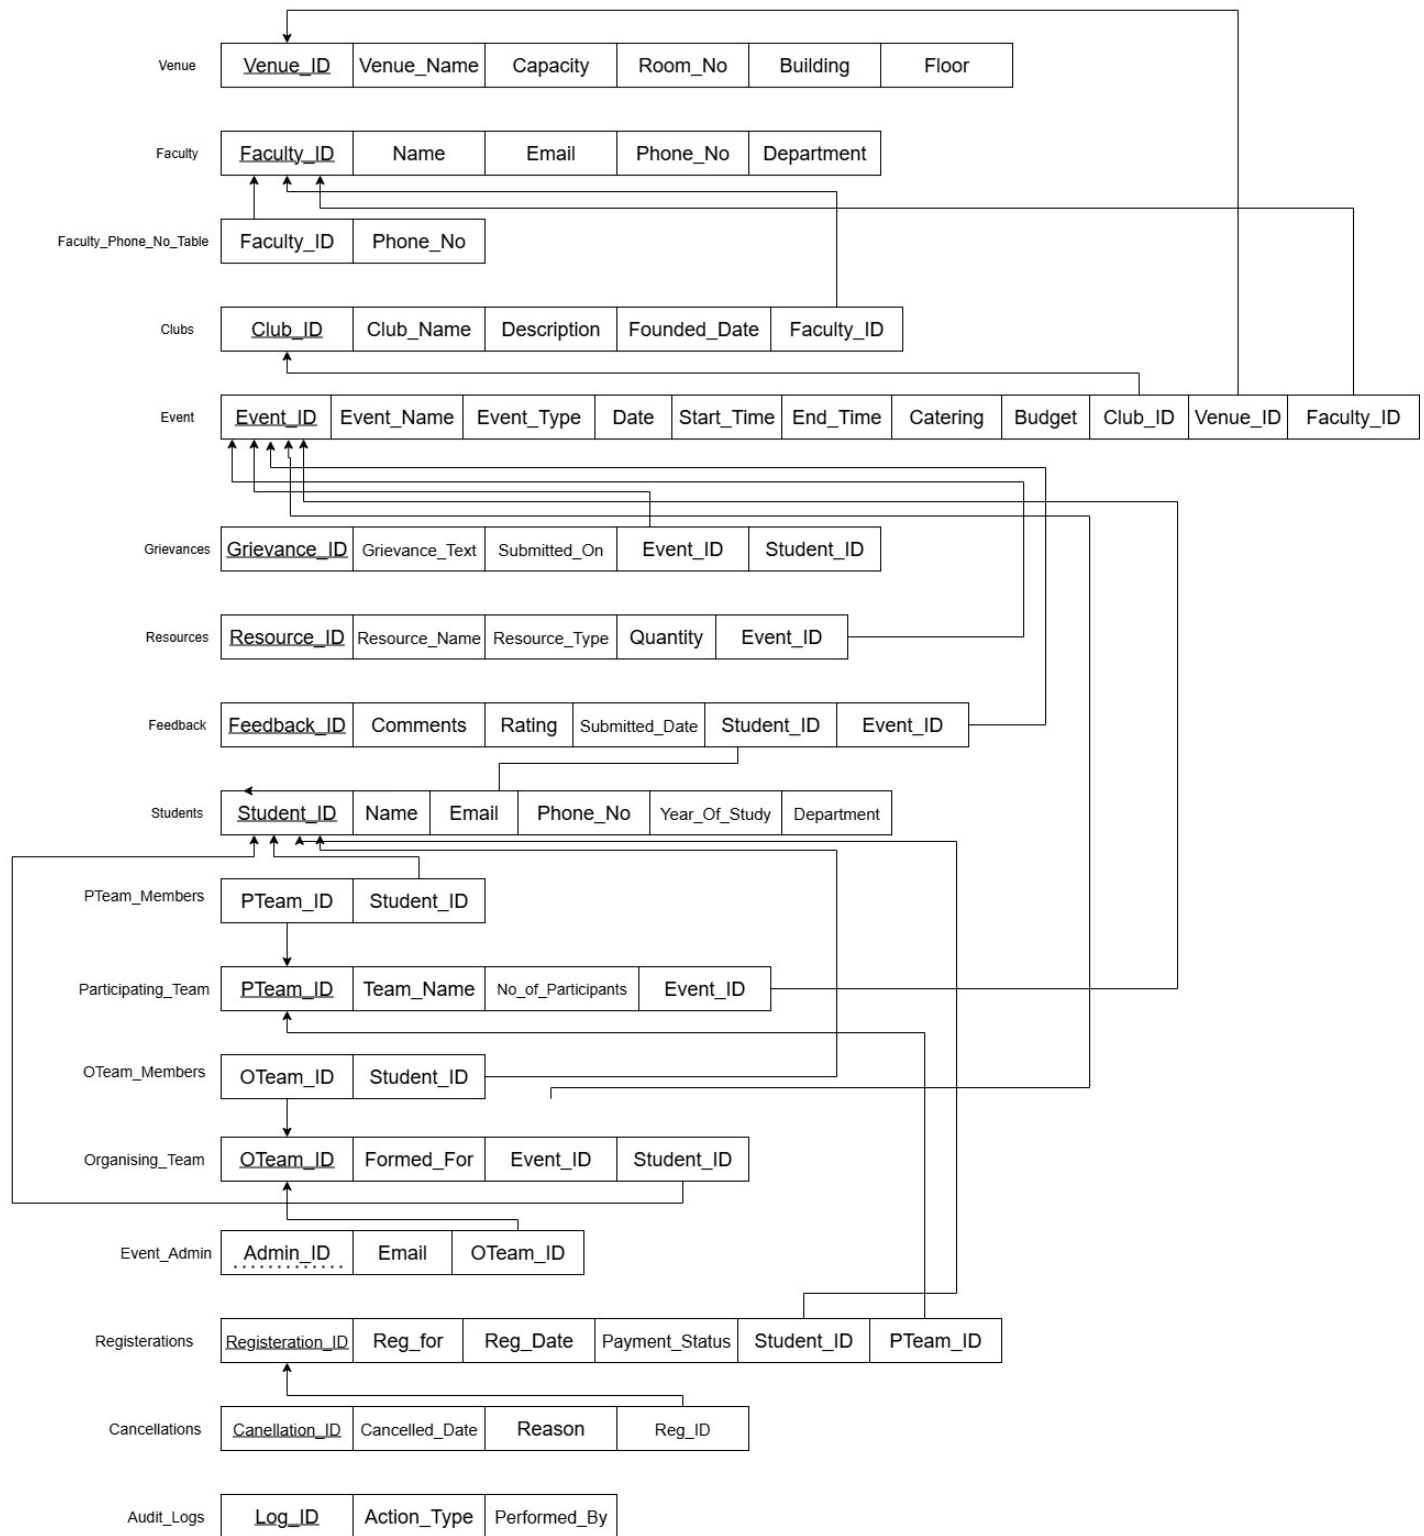 Venue Venue_ID Venue_Name Capacity Room_No Building Floor
Faculty Faculty_ID Name Email Phone_No Department
Faculty_Phone_No_Table Faculty_ID Phone_No
Clubs Club_ID Club_Name Description Founded_Date Faculty_ID
Event Event_ID Event_Name Event_Type Date Start_Time End_Time Catering Budget Club_ID Venue_ID Faculty_ID
Grievances Grievance_ID Grievance_Text Submitted_On Event_ID Student_ID
Resources Resource_ID Resource_Name Resource_Type Quantity Event_ID
Feedback Feedback_ID Comments Rating Submitted_Date Student_ID Event_ID
Students Student_ID Name Email Phone_No Year_Of_Study Department
PTeam_Members PTeam_ID Student_ID
Participating_Team PTeam_ID Team_Name No_of_Participants Event_ID
OTeam_Members OTeam_ID Student_ID
Organising_Team OTeam_ID Formed_For Event_ID Student_ID
Event_Admin Admin_ID Email OTeam_ID
Registerations Registeration_ID Reg_for Reg_Date Payment_Status Student_ID PTeam_ID
Cancellations Canellation_ID Cancelled_Date Reason Reg_ID
Audit_Logs Log_ID Action_Type Performed_By